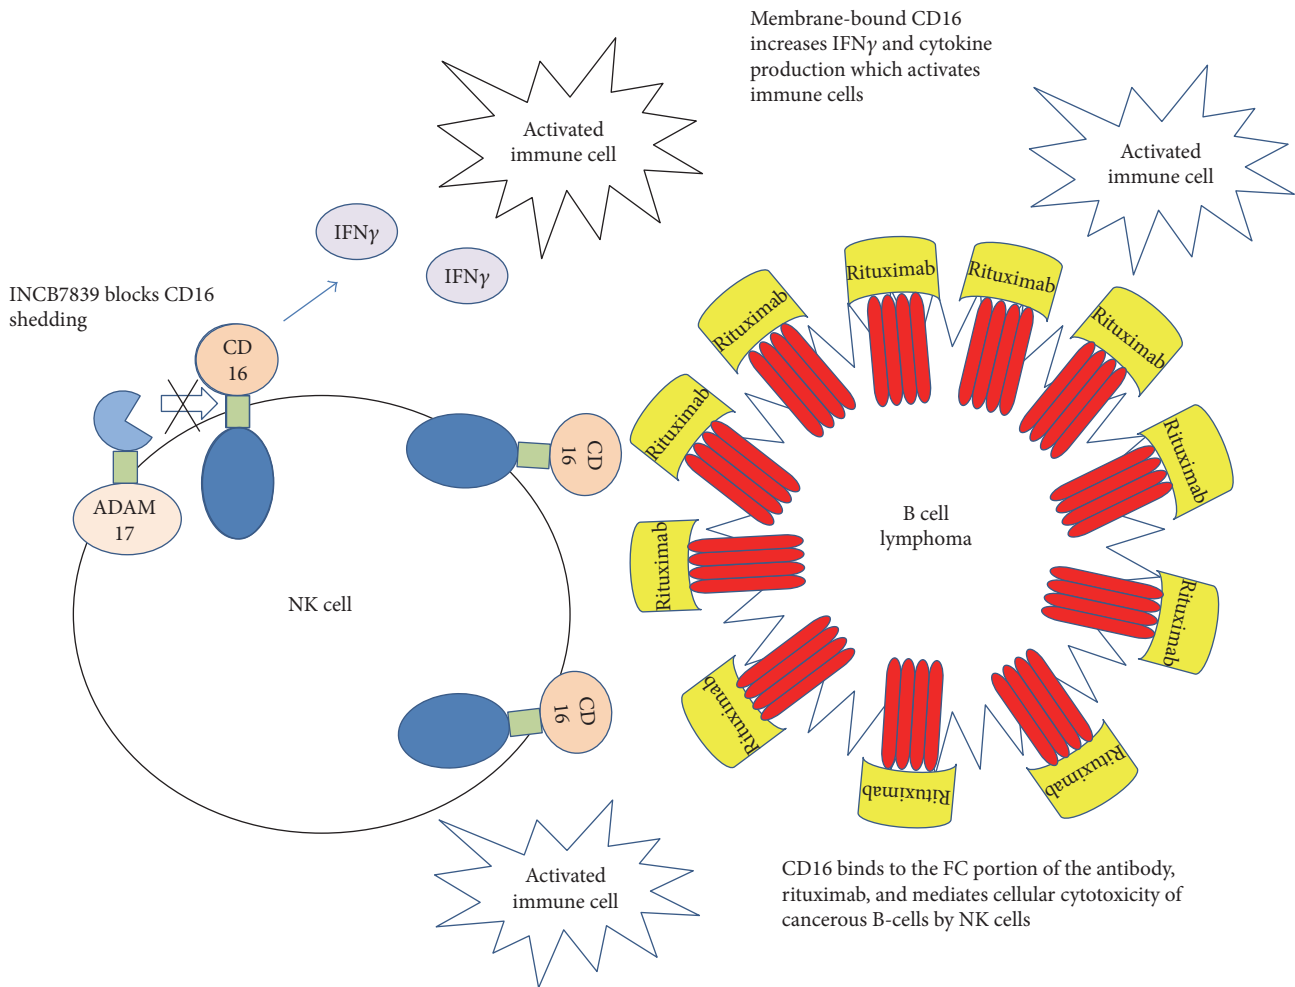 Membrane-bound CD16
increases IFNγ and cytokine
production which activates
immune cells
Activated
immune cell
Activated
immune cell
IFNγ
IFNγ
INCB7839 blocks CD16
shedding
CD
16
ADAM
17
CD
16
CD
16
NK cell
Rituximab
Rituximab
Rituximab
Rituximab
Rituximab
Rituximab
Rituximab
Rituximab
Rituximab
Rituximab
Rituximab
B cell
lymphoma
Activated
immune cell
CD16 binds to the FC portion of the antibody,
rituximab, and mediates cellular cytotoxicity of
cancerous B-cells by NK cells